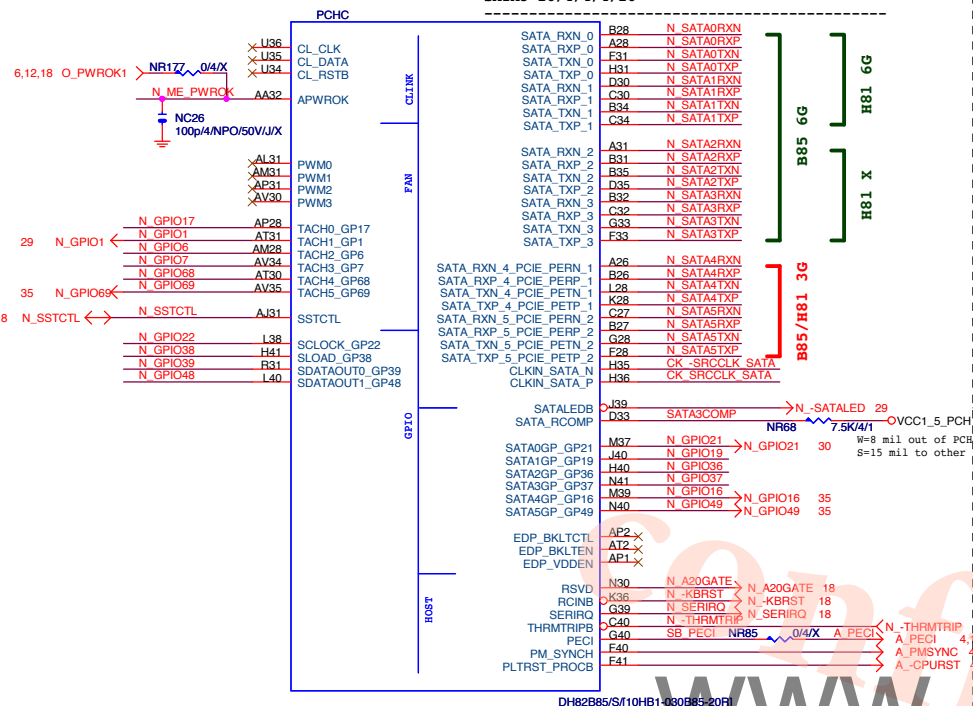 PCHC
6,12,18 O_PWROK1
NR177 0/4/X
N_ME_PWROK
NC26
100p/4/NPO/50V/J/X
U36 CL_CLK
U35 CL_DATA
U34 CL_RSTB
AA32 APWROK
CLINK
AL31 PWM0
AM31 PWM1
AP31 PWM2
AV30 PWM3
FAN
N_GPIO17 AP28 TACH0_GP17
29 N_GPIO1 N_GPIO1 AT31 TACH1_GP1
N_GPIO6 AM28 TACH2_GP6
N_GPIO7 AV34 TACH3_GP7
N_GPIO68 AT30 TACH4_GP68
35 N_GPIO69 N_GPIO69 AV35 TACH5_GP69
8 N_SSTCTL N_SSTCTL AJ31 SSTCTL
N_GPIO22 L38 SCLOCK_GP22
N_GPIO38 H41 SLOAD_GP38
N_GPIO39 R31 SDATAOUT0_GP39
N_GPIO48 L40 SDATAOUT1_GP48
GPIO
HOST
SATA_RXN_0 B28 N_SATA0RXN
SATA_RXP_0 A28 N_SATA0RXP
SATA_TXN_0 F31 N_SATA0TXN
SATA_TXP_0 H31 N_SATA0TXP
SATA_RXN_1 D30 N_SATA1RXN
SATA_RXP_1 C30 N_SATA1RXP
SATA_TXN_1 B34 N_SATA1TXN
SATA_TXP_1 C34 N_SATA1TXP
SATA_RXN_2 A31 N_SATA2RXN
SATA_RXP_2 B31 N_SATA2RXP
SATA_TXN_2 B35 N_SATA2TXN
SATA_TXP_2 D35 N_SATA2TXP
SATA_RXN_3 B32 N_SATA3RXN
SATA_RXP_3 C32 N_SATA3RXP
SATA_TXN_3 G33 N_SATA3TXN
SATA_TXP_3 F33 N_SATA3TXP
B85 6G
H81 6G
H81 X
SATA_RXN_4_PCIE_PERN_1 A26 N_SATA4RXN
SATA_RXP_4_PCIE_PERP_1 B26 N_SATA4RXP
SATA_TXN_4_PCIE_PETN_1 L28 N_SATA4TXN
SATA_TXP_4_PCIE_PETP_1 K28 N_SATA4TXP
SATA_RXN_5_PCIE_PERN_2 C27 N_SATA5RXN
SATA_RXP_5_PCIE_PERP_2 B27 N_SATA5RXP
SATA_TXN_5_PCIE_PETN_2 G28 N_SATA5TXN
SATA_TXP_5_PCIE_PETP_2 F28 N_SATA5TXP
B85/H81 3G
CLKIN_SATA_N H35 CK_-SRCCLK_SATA
CLKIN_SATA_P H36 CK_SRCCLK_SATA
SATALEDB J39 N_-SATALED 29
SATA_RCOMP D33 SATA3COMP NR68 7.5K/4/1 VCC1_5_PCH
W=8 mil out of PCH
S=15 mil to other
SATA0GP_GP21 M37 N_GPIO21 N_GPIO21 30
SATA1GP_GP19 J40 N_GPIO19
SATA2GP_GP36 H40 N_GPIO36
SATA3GP_GP37 N41 N_GPIO37
SATA4GP_GP16 M39 N_GPIO16 N_GPIO16 35
SATA5GP_GP49 N40 N_GPIO49 N_GPIO49 35
EDP_BKLTCTL AP2
EDP_BKLTEN AT2
EDP_VDDEN AP1
RSVD N30 N_A20GATE N_A20GATE 18
RCINB K36 N_-KBRST N_-KBRST 18
SERIRQ G39 N_SERIRQ N_SERIRQ 18
THRMTRIPB C40 N_-THRMTRIP N_-THRMTRIP
PECI G40 SB_PECI NR85 0/4/X A_PECI A_PECI 4,
PM_SYNCH F40 A_PMSYNC 4
PLTRST_PROCB F41 A_-CPURST 4
DH82B85/S/[10HB1-030B85-20R]
conf
www